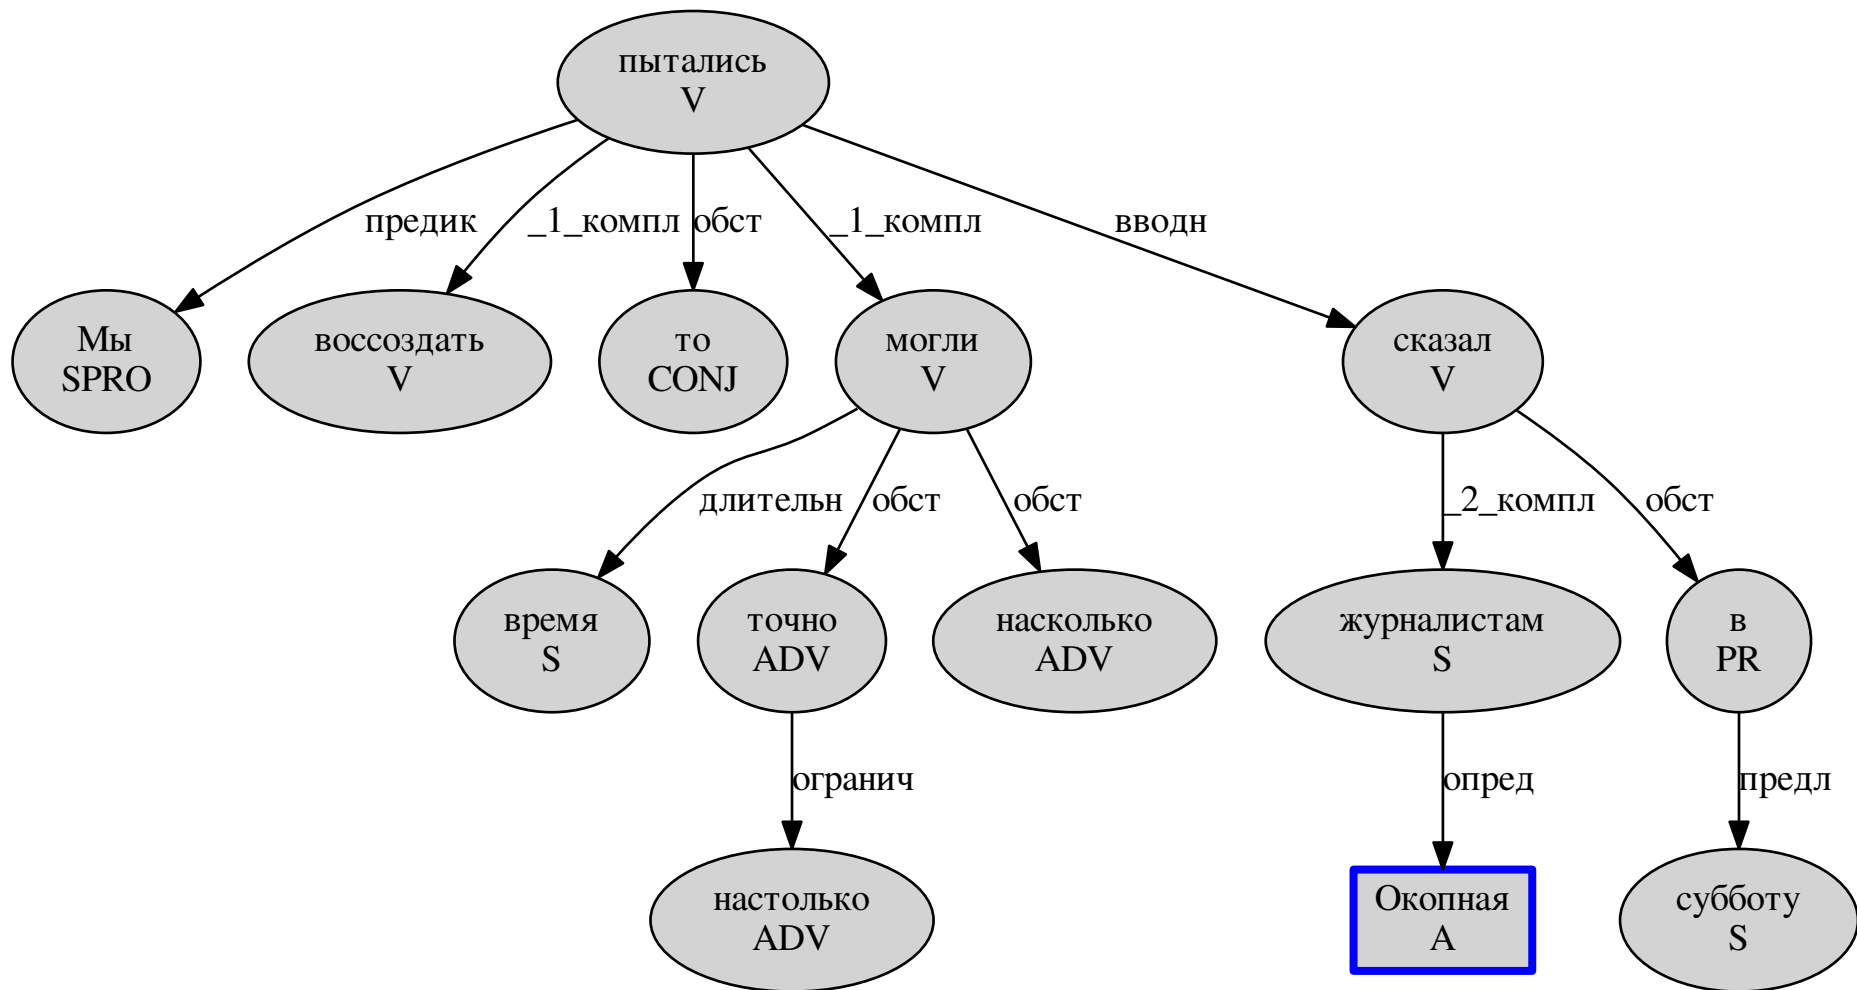 пытались
V
предик
_1_компл
обст
_1_компл
вводн
Мы
SPRO
воссоздать
V
то
CONJ
могли
V
сказал
V
длительн
обст
обст
_2_компл
обст
время
S
точно
ADV
насколько
ADV
журналистам
S
в
PR
огранич
опред
предл
настолько
ADV
Окопная
A
субботу
S